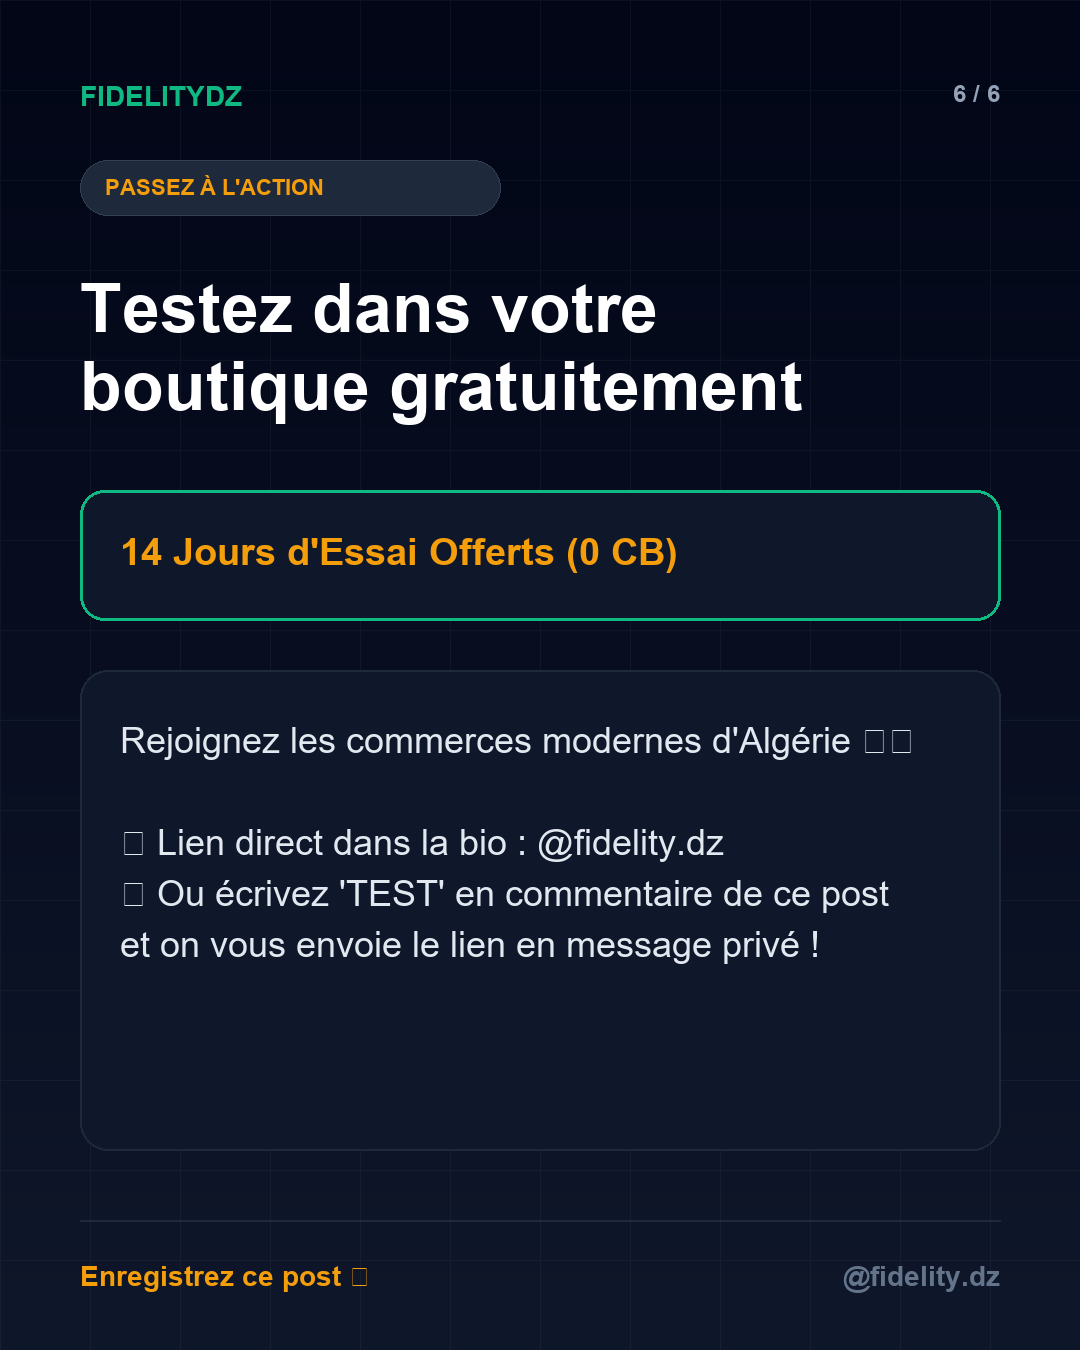 FIDELITYDZ
6 / 6
PASSEZ À L'ACTION
Testez dans votre
boutique gratuitement
14 Jours d'Essai Offerts (0 CB)
Rejoignez les commerces modernes d'Algérie
Lien direct dans la bio : @fidelity.dz
Ou écrivez 'TEST' en commentaire de ce post
et on vous envoie le lien en message privé !
Enregistrez ce post
@fidelity.dz